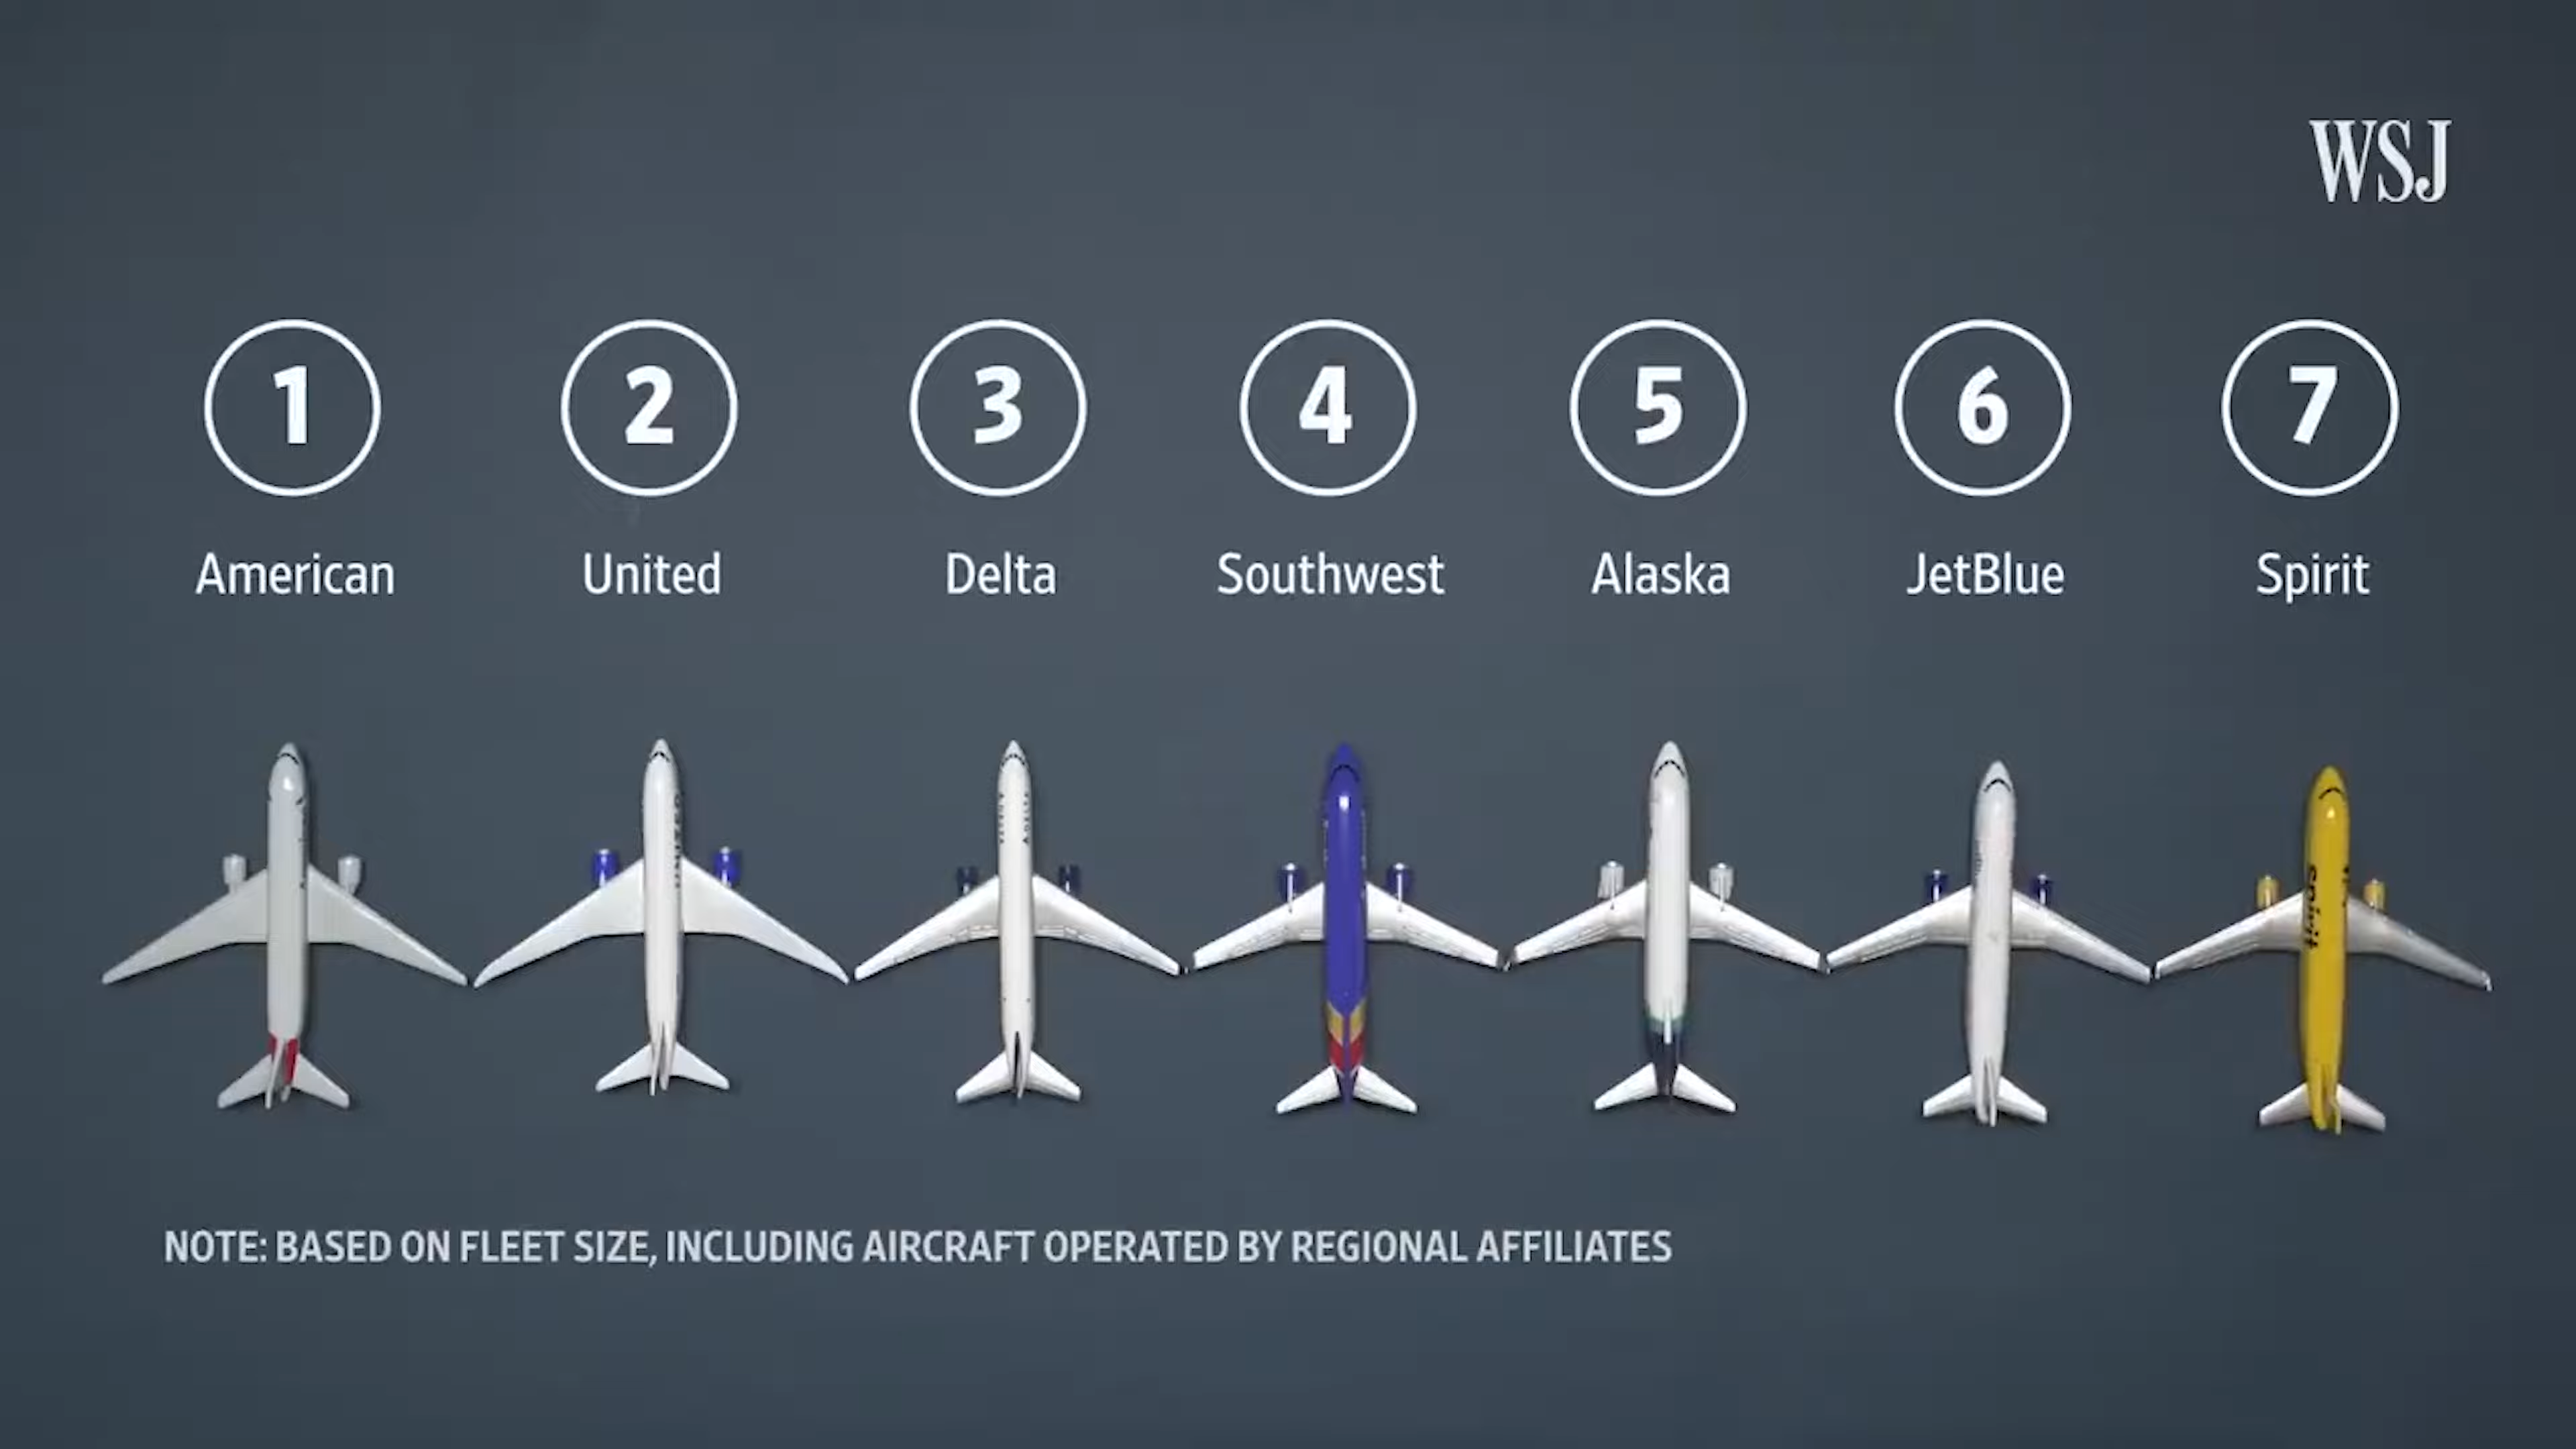 WSJ
1
2
3
4
5
6
7
American
United
Delta
Southwest
Alaska
JetBlue
Spirit
spirit
NOTE: BASED ON FLEET SIZE, INCLUDING AIRCRAFT OPERATED BY REGIONAL AFFILIATES